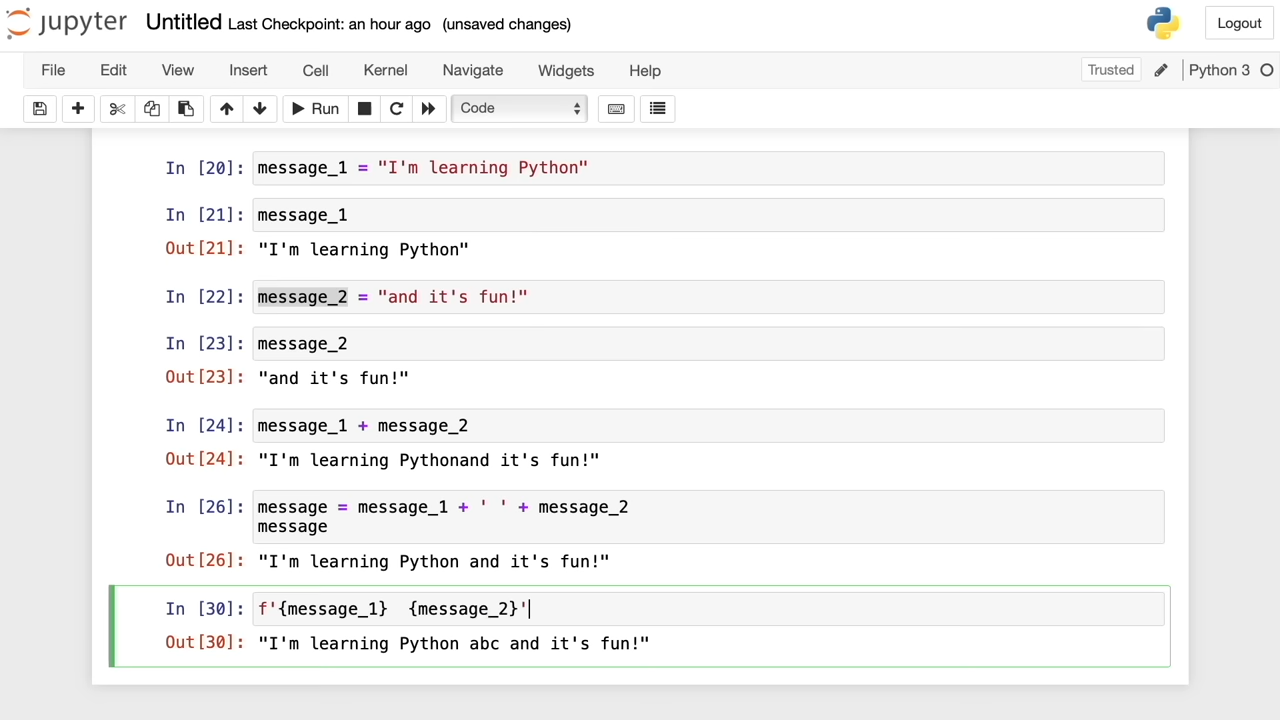 jupyter Untitled Last Checkpoint: an hour ago (unsaved changes) Logout
File Edit View Insert Cell Kernel Navigate Widgets Help Trusted Python 3
Run Code
In [20]: message_1 = "I'm learning Python"
In [21]: message_1
Out[21]: "I'm learning Python"
In [22]: message_2 = "and it's fun!"
In [23]: message_2
Out[23]: "and it's fun!"
In [24]: message_1 + message_2
Out[24]: "I'm learning Pythonand it's fun!"
In [26]: message = message_1 + ' ' + message_2
message
Out[26]: "I'm learning Python and it's fun!"
In [30]: f'{message_1}  {message_2}'
Out[30]: "I'm learning Python abc and it's fun!"